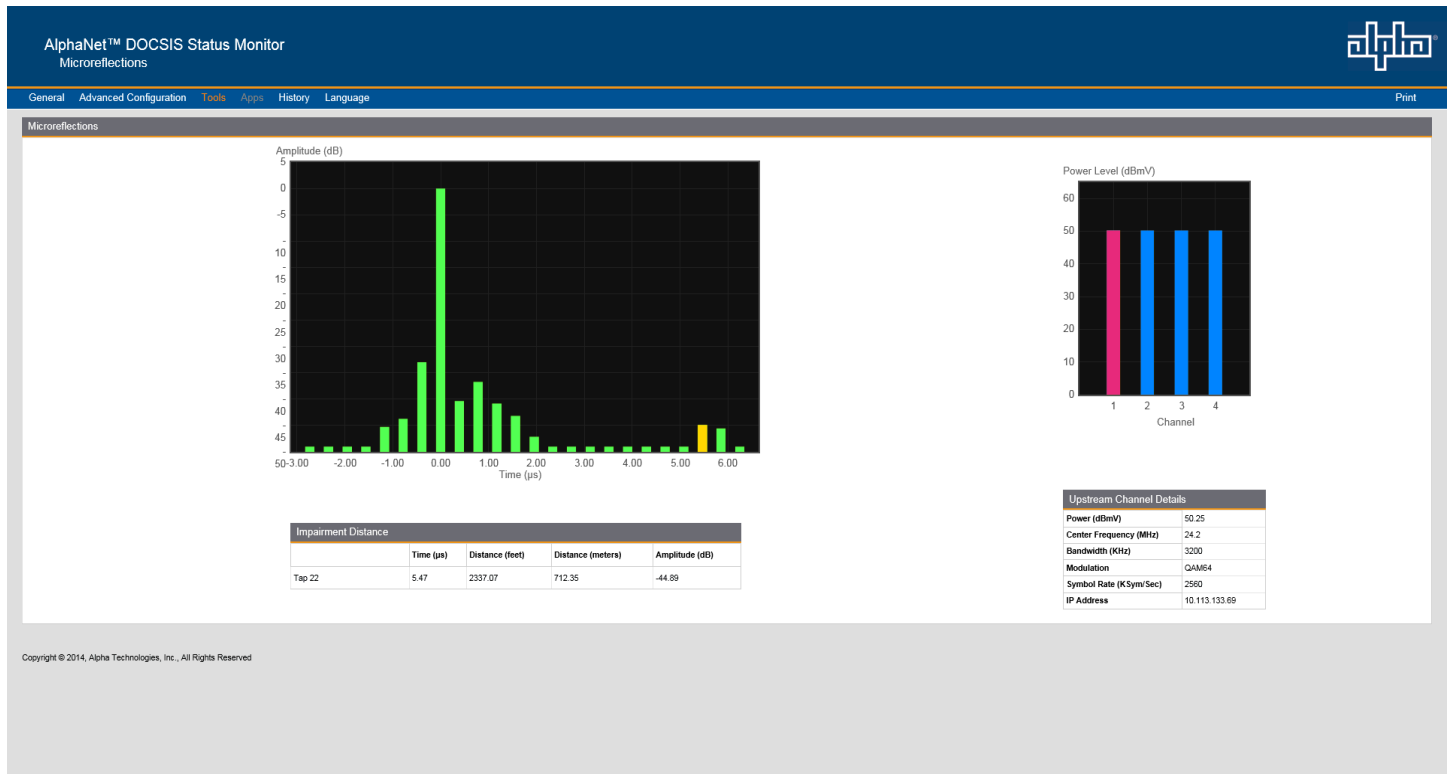 AlphaNet™ DOCSIS Status Monitor
Microreflections
alpha®
General Advanced Configuration Tools Apps History Language Print
Microreflections
Amplitude (dB)
5
0
-5
-
10
-
15
-
20
-
25
-
30
-
35
-
40
-
45
-
50
-3.00 -2.00 -1.00 0.00 1.00 2.00 3.00 4.00 5.00 6.00
Time (µs)
Power Level (dBmV)
60
50
40
30
20
10
0
1 2 3 4
Channel
Impairment Distance
Time (µs) Distance (feet) Distance (meters) Amplitude (dB)
Tap 22 5.47 2337.07 712.35 -44.89
Upstream Channel Details
Power (dBmV) 50.25
Center Frequency (MHz) 24.2
Bandwidth (KHz) 3200
Modulation QAM64
Symbol Rate (KSym/Sec) 2560
IP Address 10.113.133.69
Copyright © 2014, Alpha Technologies, Inc., All Rights Reserved